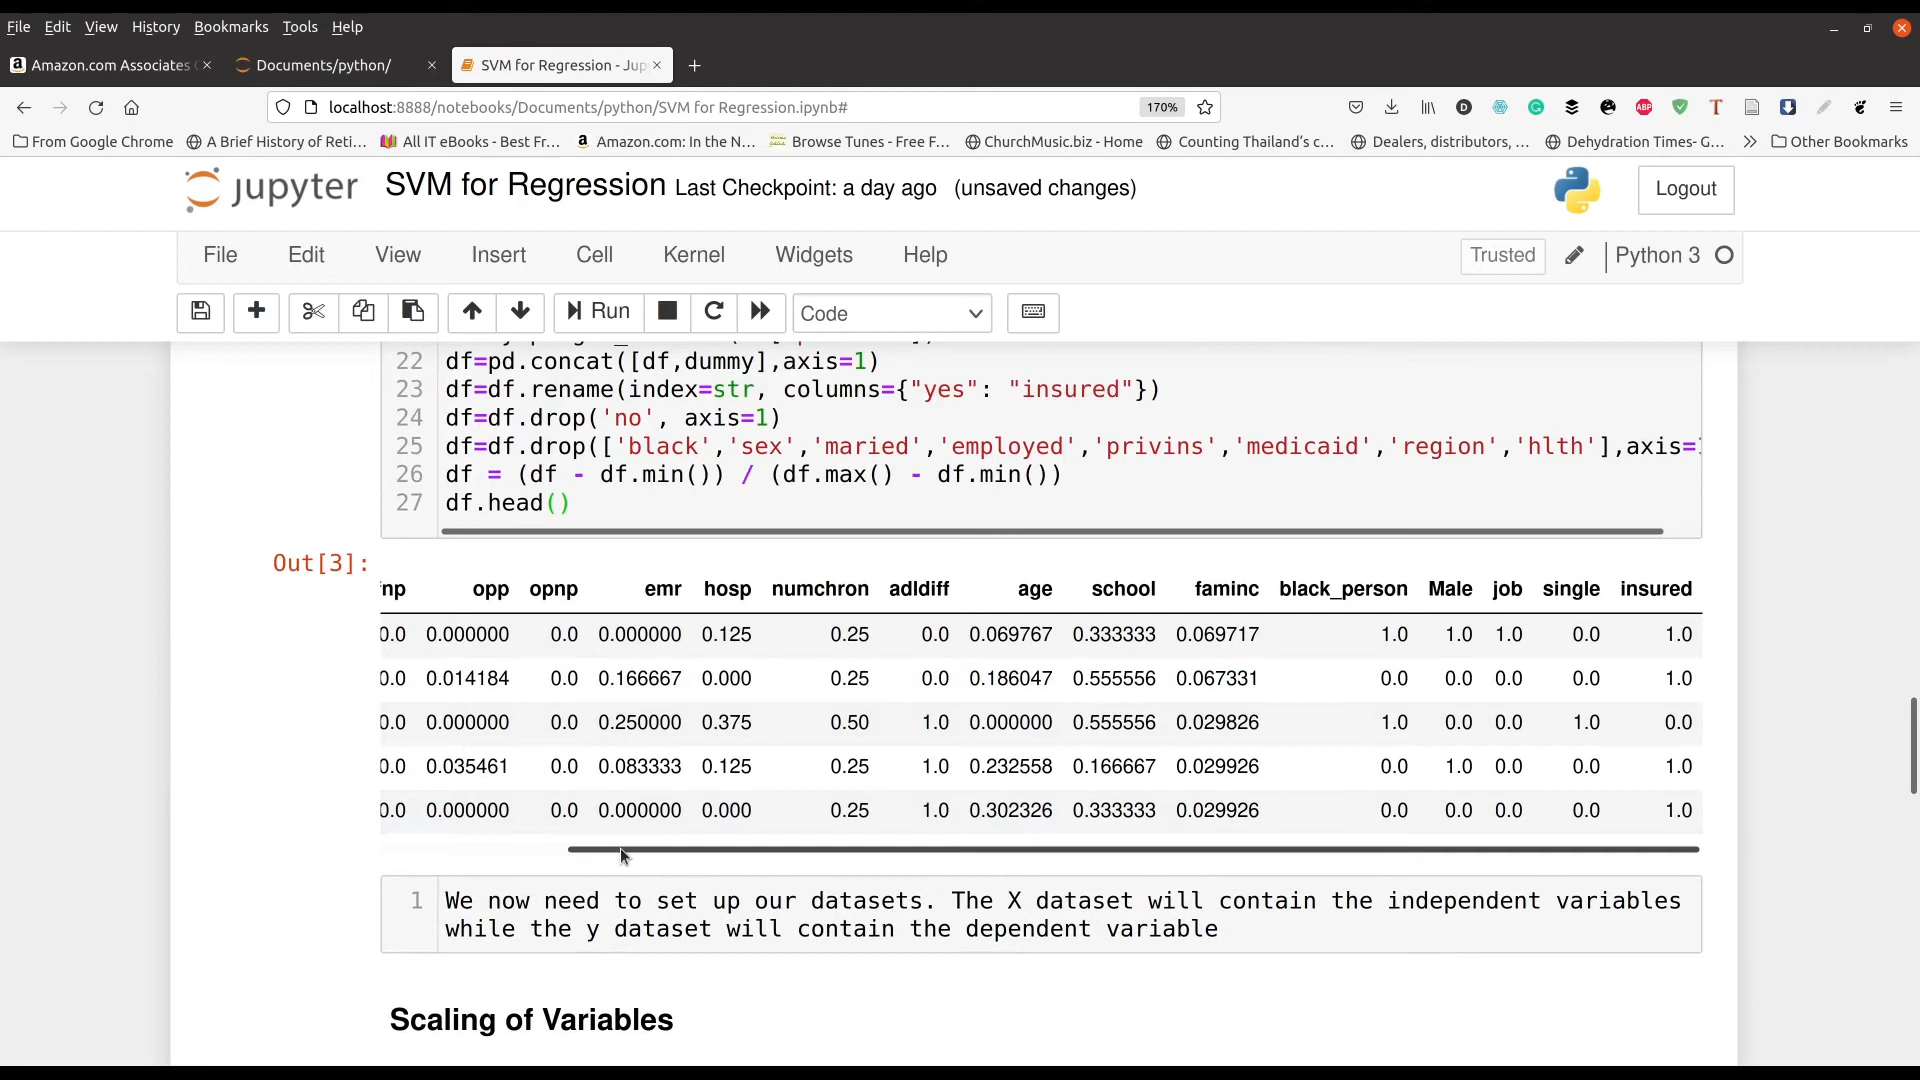 File Edit View History Bookmarks Tools Help
Amazon.com Associates
Documents/python/
SVM for Regression - Jup
localhost:8888/notebooks/Documents/python/SVM for Regression.ipynb#
170%
From Google Chrome A Brief History of Reti... All IT eBooks - Best Fr... Amazon.com: In the N... Browse Tunes - Free F... ChurchMusic.biz - Home Counting Thailand's c... Dealers, distributors, ... Dehydration Times- G... Other Bookmarks
jupyter SVM for Regression Last Checkpoint: a day ago (unsaved changes) Logout
File Edit View Insert Cell Kernel Widgets Help Trusted Python 3
Run Code
22 df=pd.concat([df,dummy],axis=1)
23 df=df.rename(index=str, columns={"yes": "insured"})
24 df=df.drop('no', axis=1)
25 df=df.drop(['black','sex','maried','employed','privins','medicaid','region','hlth'],axis=
26 df = (df - df.min()) / (df.max() - df.min())
27 df.head()
Out[3]:
np opp opnp emr hosp numchron adldiff age school faminc black_person Male job single insured
0.0 0.000000 0.0 0.000000 0.125 0.25 0.0 0.069767 0.333333 0.069717 1.0 1.0 1.0 0.0 1.0
0.0 0.014184 0.0 0.166667 0.000 0.25 0.0 0.186047 0.555556 0.067331 0.0 0.0 0.0 0.0 1.0
0.0 0.000000 0.0 0.250000 0.375 0.50 1.0 0.000000 0.555556 0.029826 1.0 0.0 0.0 1.0 0.0
0.0 0.035461 0.0 0.083333 0.125 0.25 1.0 0.232558 0.166667 0.029926 0.0 1.0 0.0 0.0 1.0
0.0 0.000000 0.0 0.000000 0.000 0.25 1.0 0.302326 0.333333 0.029926 0.0 0.0 0.0 0.0 1.0
1 We now need to set up our datasets. The X dataset will contain the independent variables
while the y dataset will contain the dependent variable
Scaling of Variables